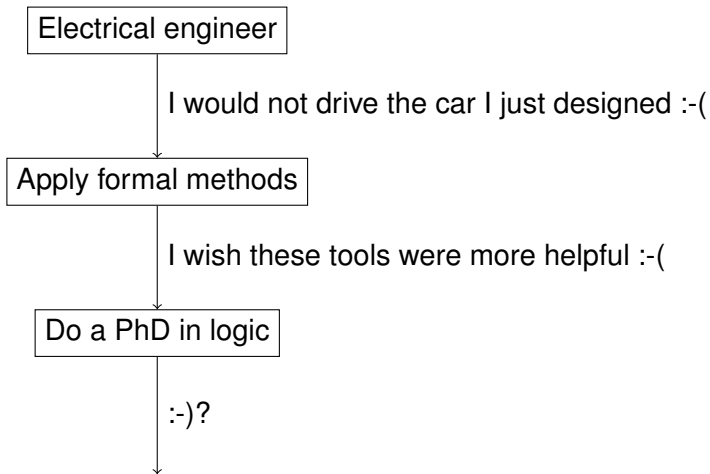 Electrical engineer
I would not drive the car I just designed :-(
Apply formal methods
I wish these tools were more helpful :-(
Do a PhD in logic
:-)?